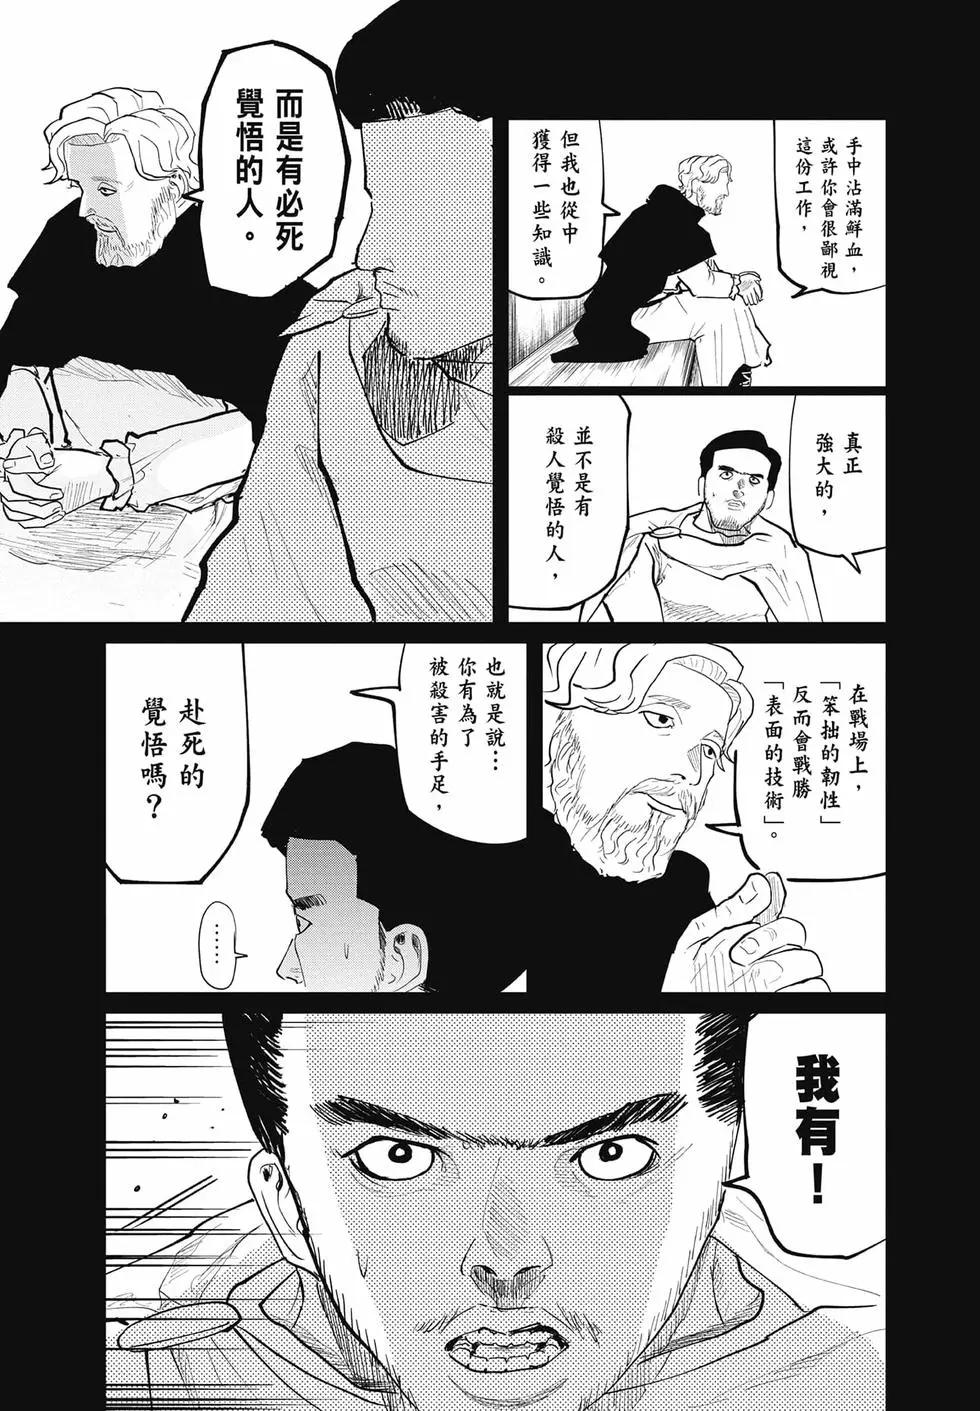 手中沾滿鮮血，
或許你會很鄙視
這份工作，
但我也從中
獲得一些知識。
真正
強大的，
並不是有
殺人覺悟的人，
而是有必死
覺悟的人。
在戰場上，
「笨拙的韌性」
反而會戰勝
「表面的技術」。
也就是說…
你有為了
被殺害的手足，
赴死的
覺悟嗎？
……
我有！